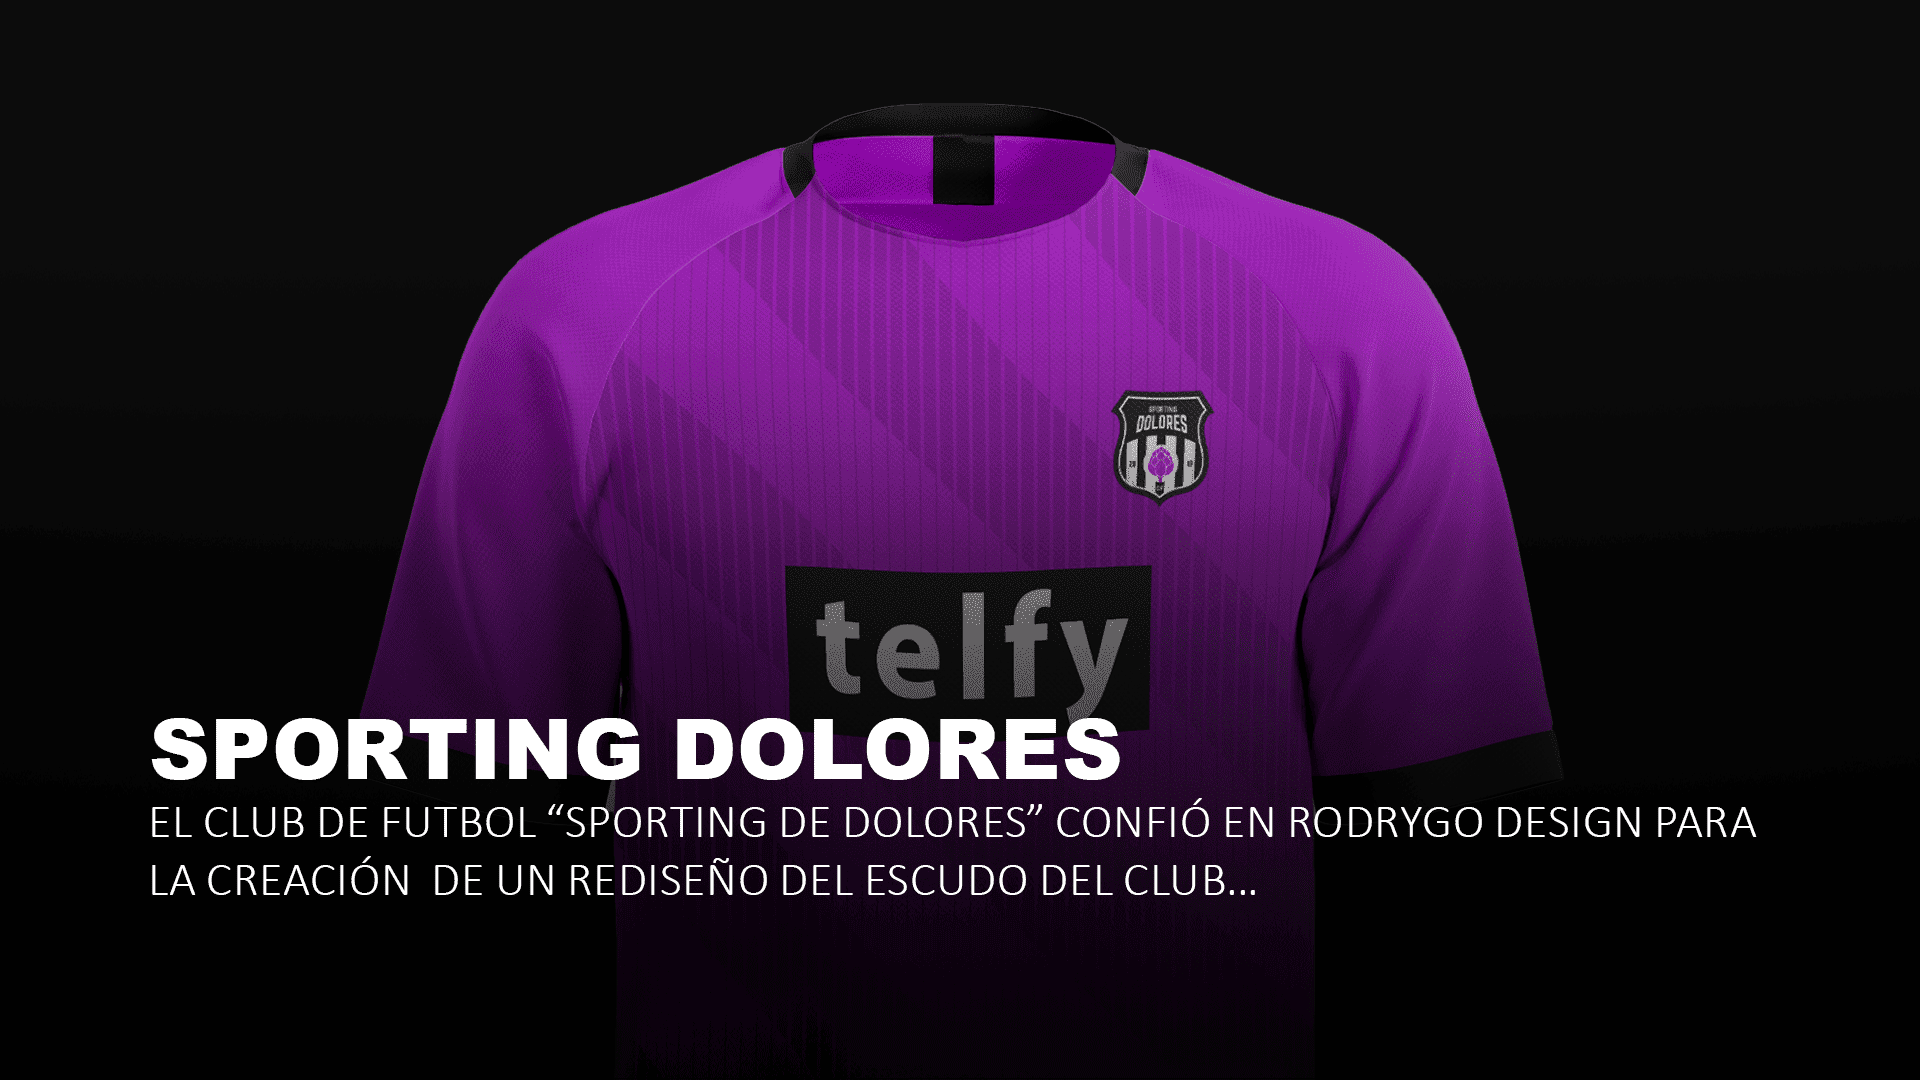 SPORTING
DOLORES
telfy
SPORTING DOLORES
EL CLUB DE FUTBOL “SPORTING DE DOLORES” CONFIÓ EN RODRYGO DESIGN PARA
LA CREACIÓN DE UN REDISEÑO DEL ESCUDO DEL CLUB...